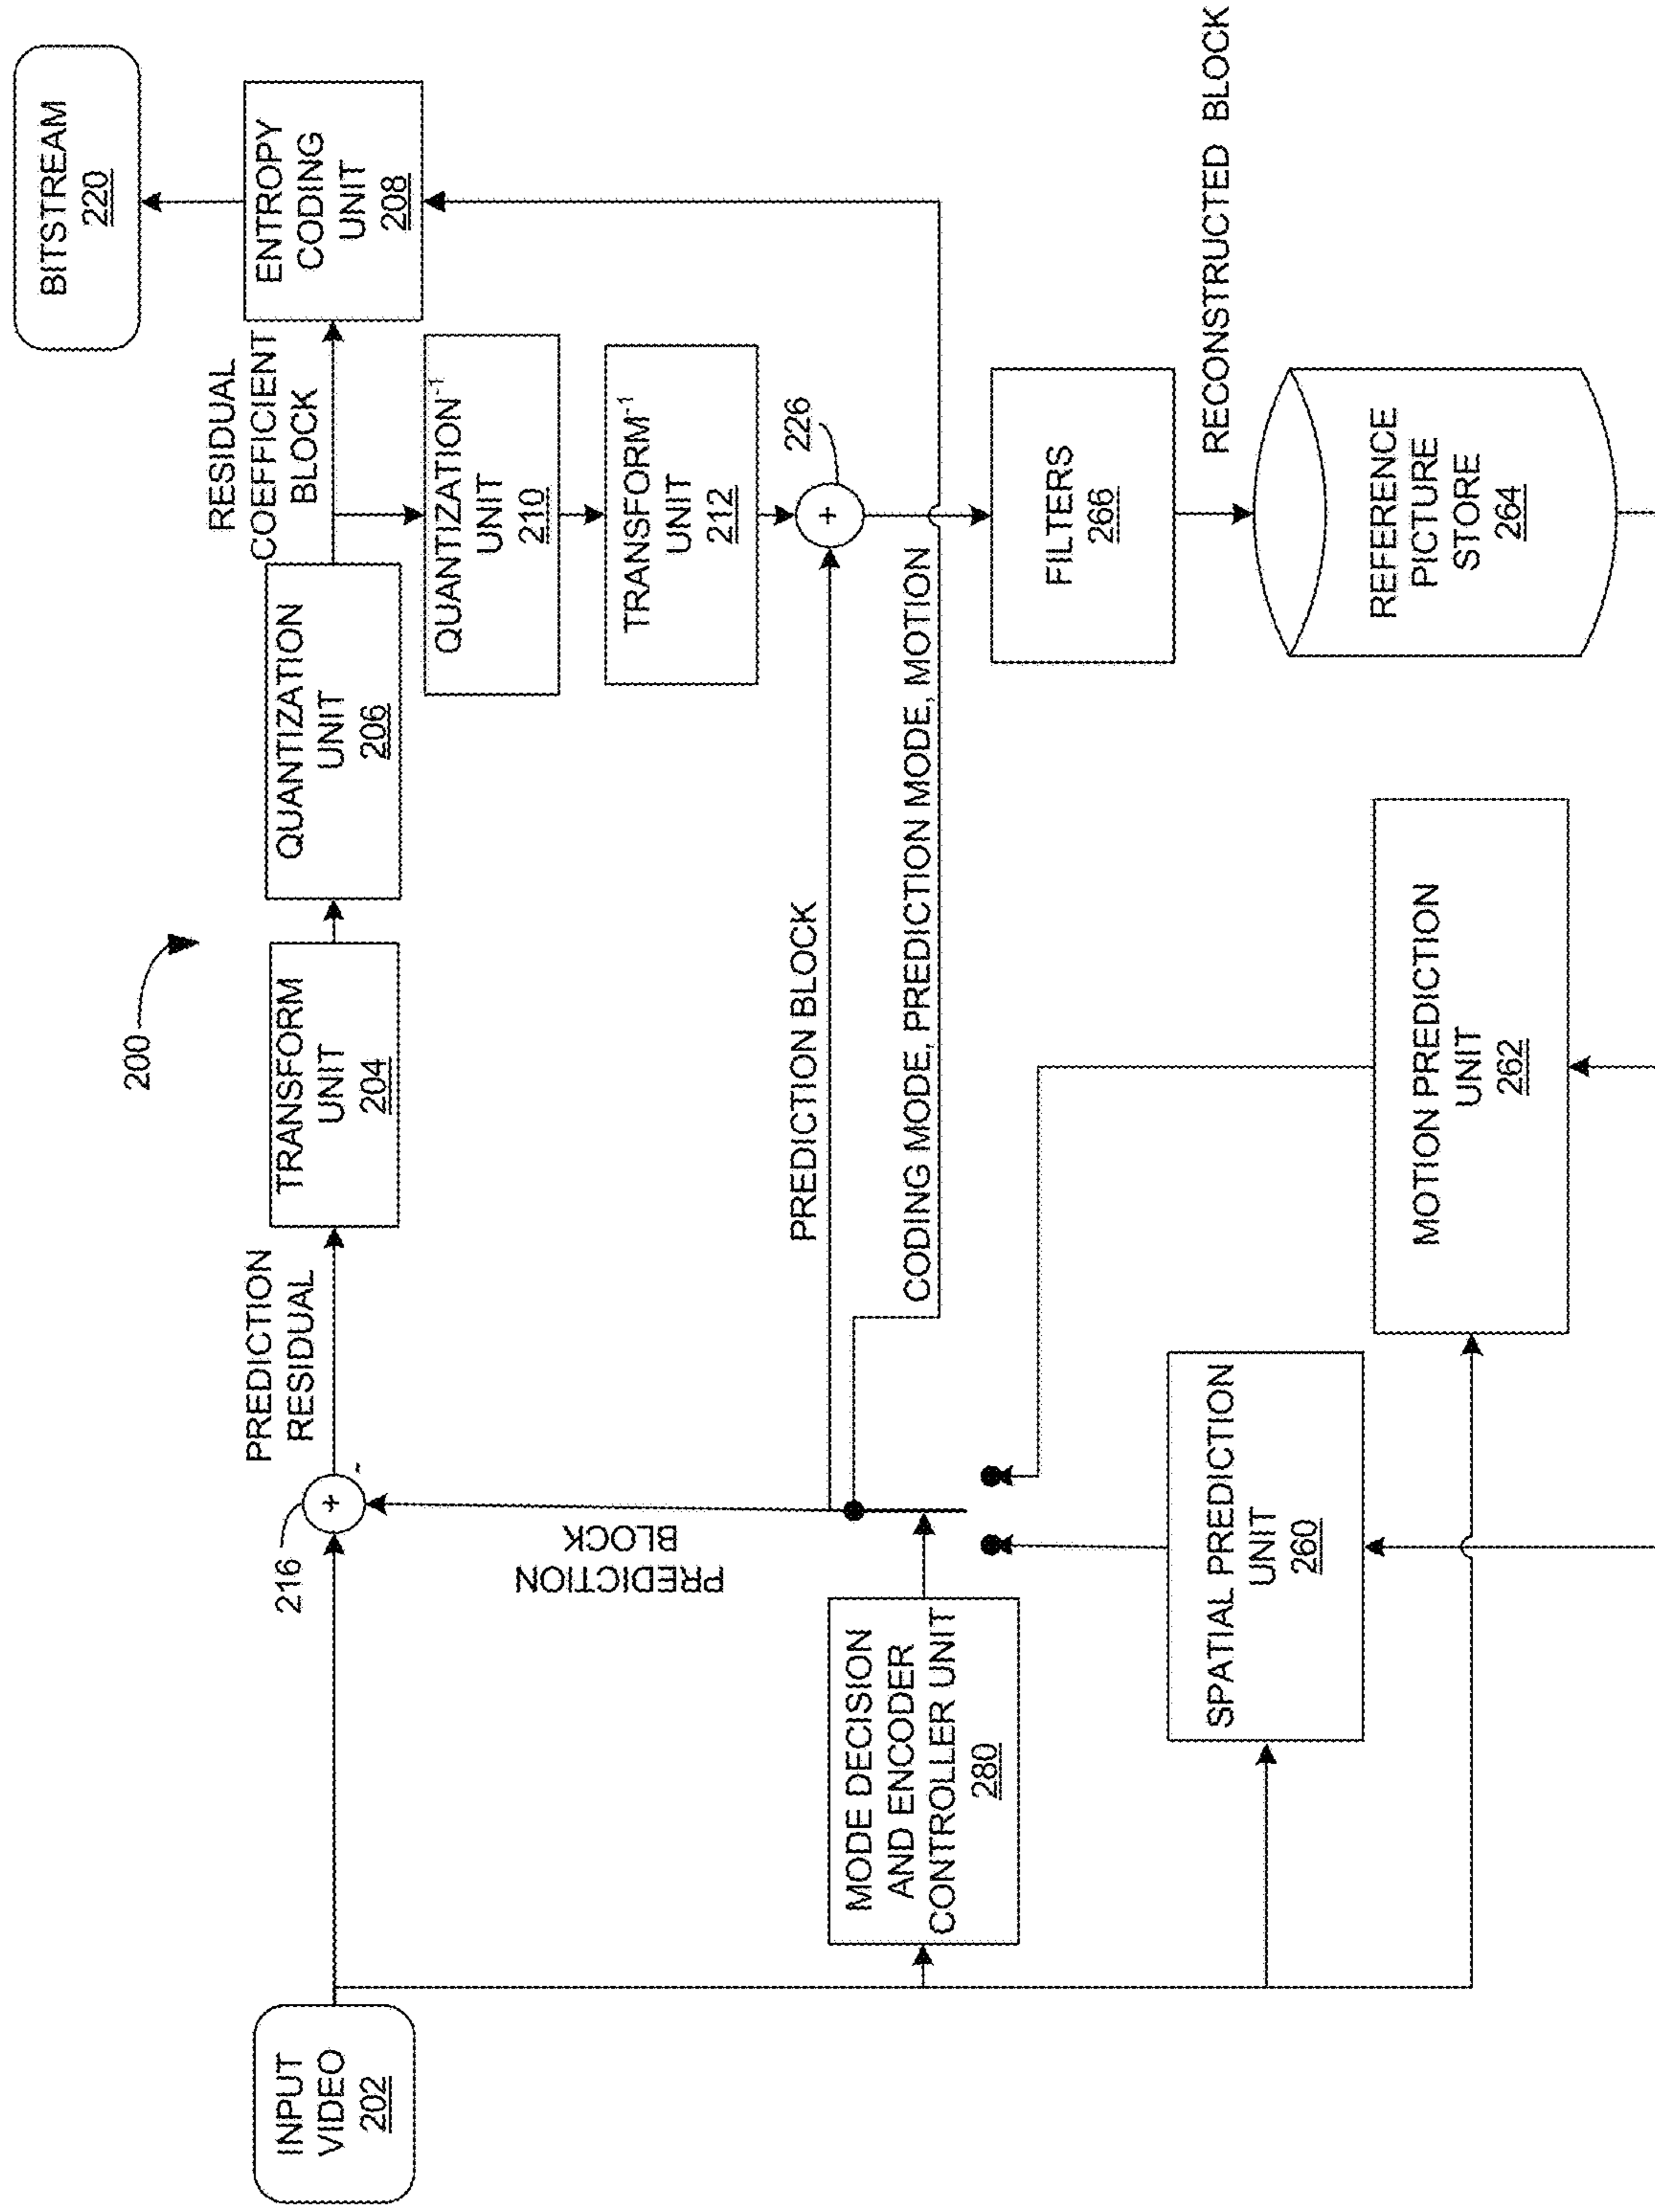 200
INPUT
VIDEO
202
216
+
-
PREDICTION
RESIDUAL
TRANSFORM
UNIT
204
QUANTIZATION
UNIT
206
RESIDUAL
COEFFICIENT
BLOCK
ENTROPY
CODING
UNIT
208
BITSTREAM
220
QUANTIZATION⁻¹
UNIT
210
TRANSFORM⁻¹
UNIT
212
+
226
PREDICTION
BLOCK
PREDICTION BLOCK
CODING MODE, PREDICTION MODE, MOTION
MODE DECISION
AND ENCODER
CONTROLLER UNIT
280
FILTERS
266
RECONSTRUCTED BLOCK
SPATIAL PREDICTION
UNIT
260
MOTION PREDICTION
UNIT
262
REFERENCE
PICTURE
STORE
264